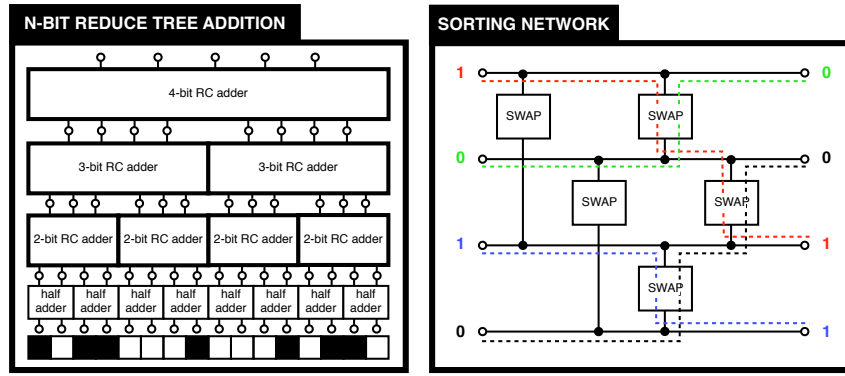 N-BIT REDUCE TREE ADDITION
4-bit RC adder
3-bit RC adder 3-bit RC adder
2-bit RC adder 2-bit RC adder 2-bit RC adder 2-bit RC adder
half adder half adder half adder half adder half adder half adder half adder half adder
SORTING NETWORK
1 0
SWAP SWAP
0 0
SWAP SWAP
1 1
SWAP
0 1